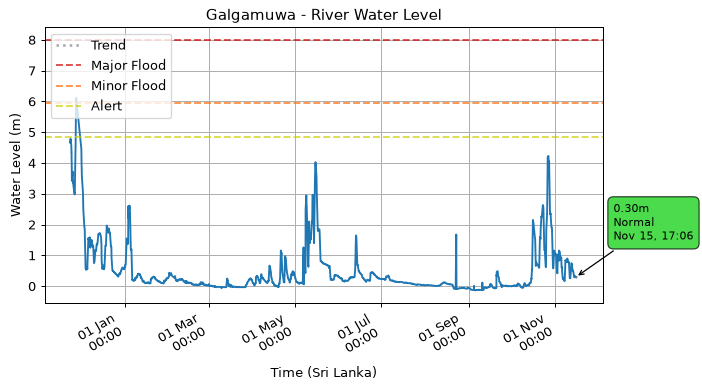 Galgamuwa - River Water Level
Trend
Major Flood
Minor Flood
Alert
Water Level (m)
8
7
6
5
4
3
2
1
0
0.30m
Normal
Nov 15, 17:06
01 Jan
00:00
01 Mar
00:00
01 May
00:00
01 Jul
00:00
01 Sep
00:00
01 Nov
00:00
Time (Sri Lanka)